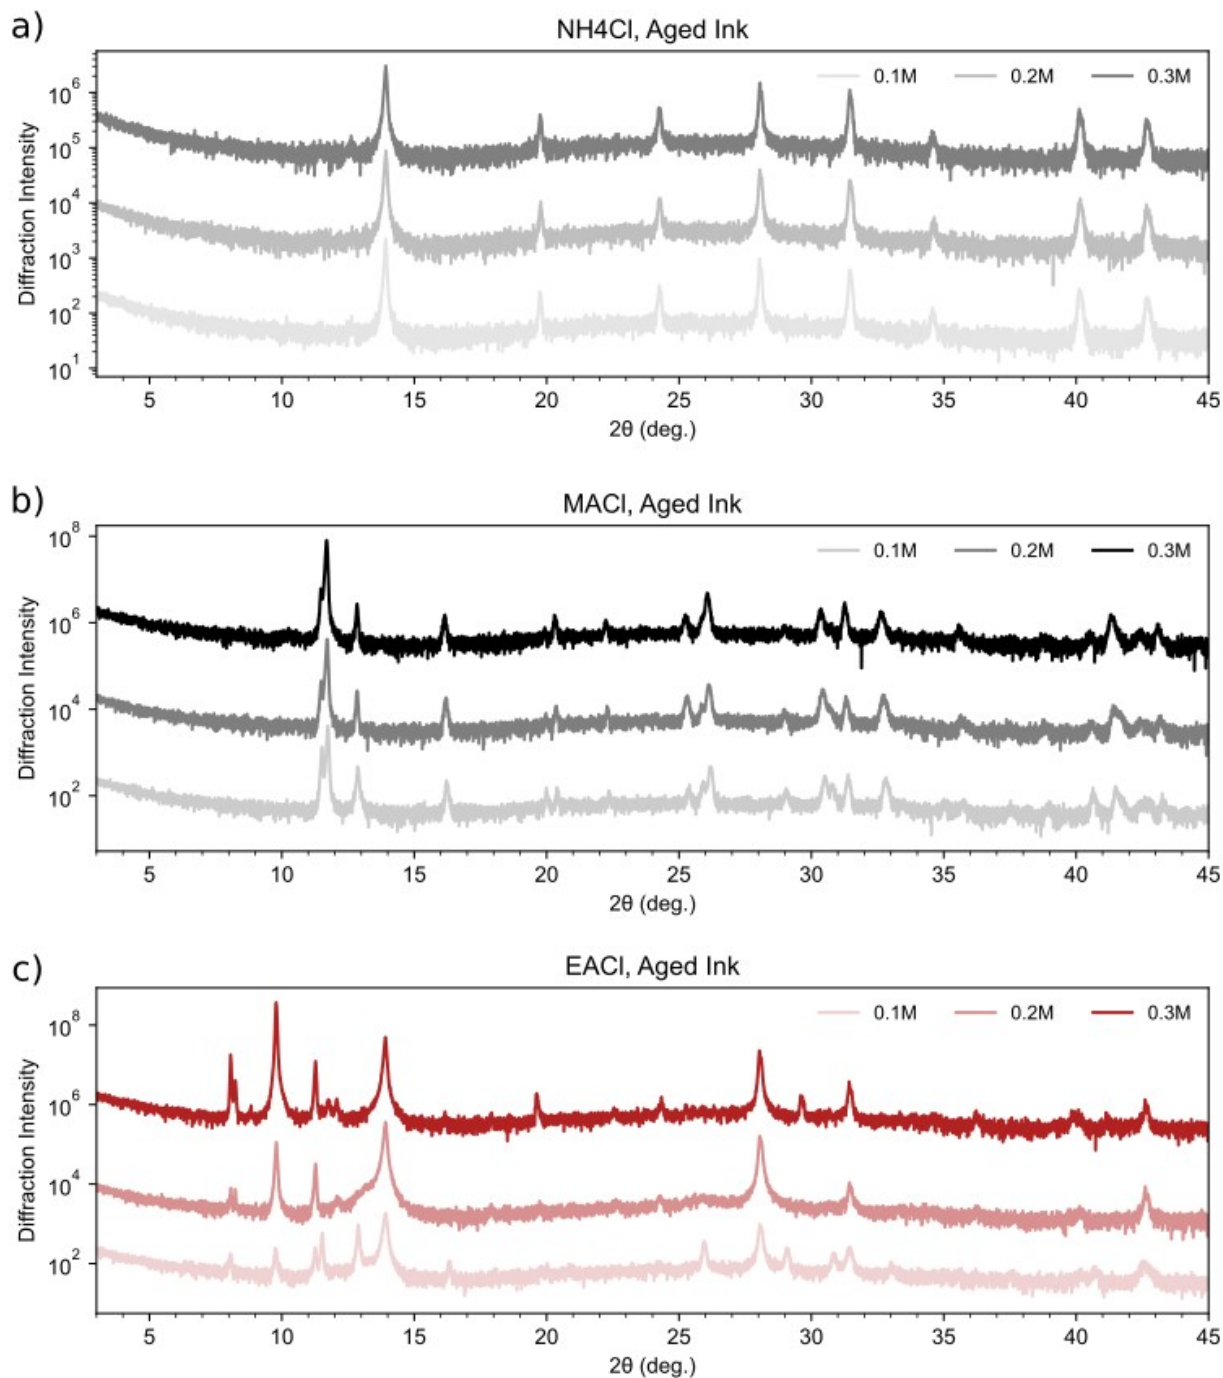 a)
NH4Cl, Aged Ink
0.1M 0.2M 0.3M
Diffraction Intensity
10^6
10^5
10^4
10^3
10^2
10^1
5 10 15 20 25 30 35 40 45
2θ (deg.)
b)
MACl, Aged Ink
0.1M 0.2M 0.3M
Diffraction Intensity
10^8
10^6
10^4
10^2
5 10 15 20 25 30 35 40 45
2θ (deg.)
c)
EACl, Aged Ink
0.1M 0.2M 0.3M
Diffraction Intensity
10^8
10^6
10^4
10^2
5 10 15 20 25 30 35 40 45
2θ (deg.)